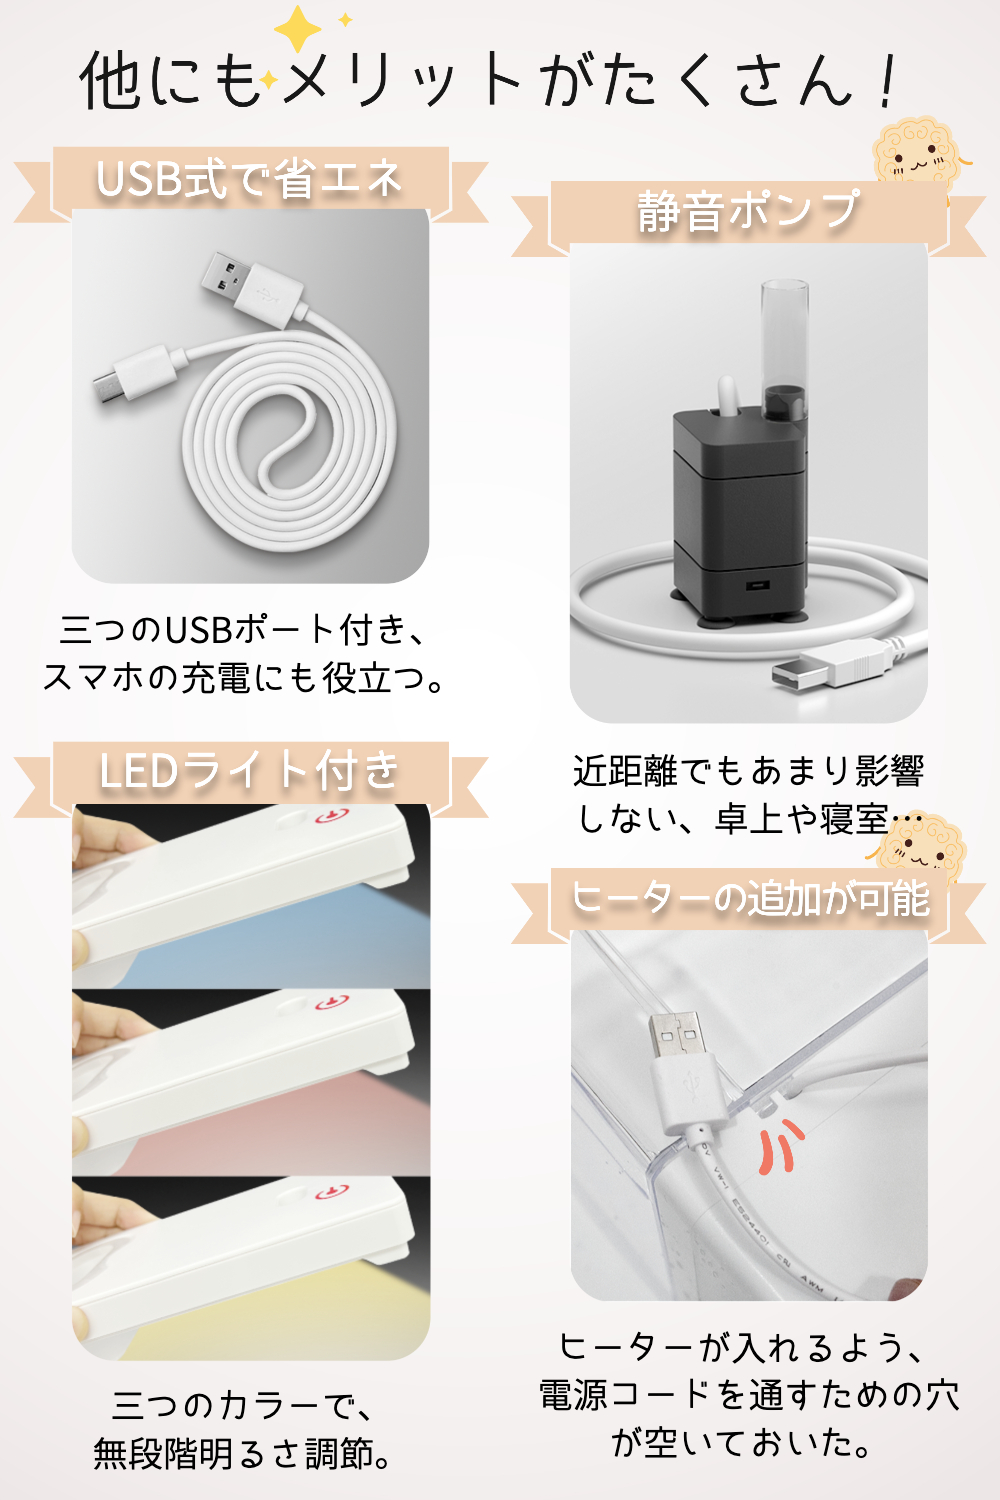 他にもメリットがたくさん！
USB式で省エネ
三つのUSBポート付き、
スマホの充電にも役立つ。
静音ポンプ
近距離でもあまり影響
しない、卓上や寝室…
LEDライト付き
三つのカラーで、
無段階明るさ調節。
ヒーターの追加が可能
AWM
ヒーターが入れるよう、
電源コードを通すための穴
が空いておいた。